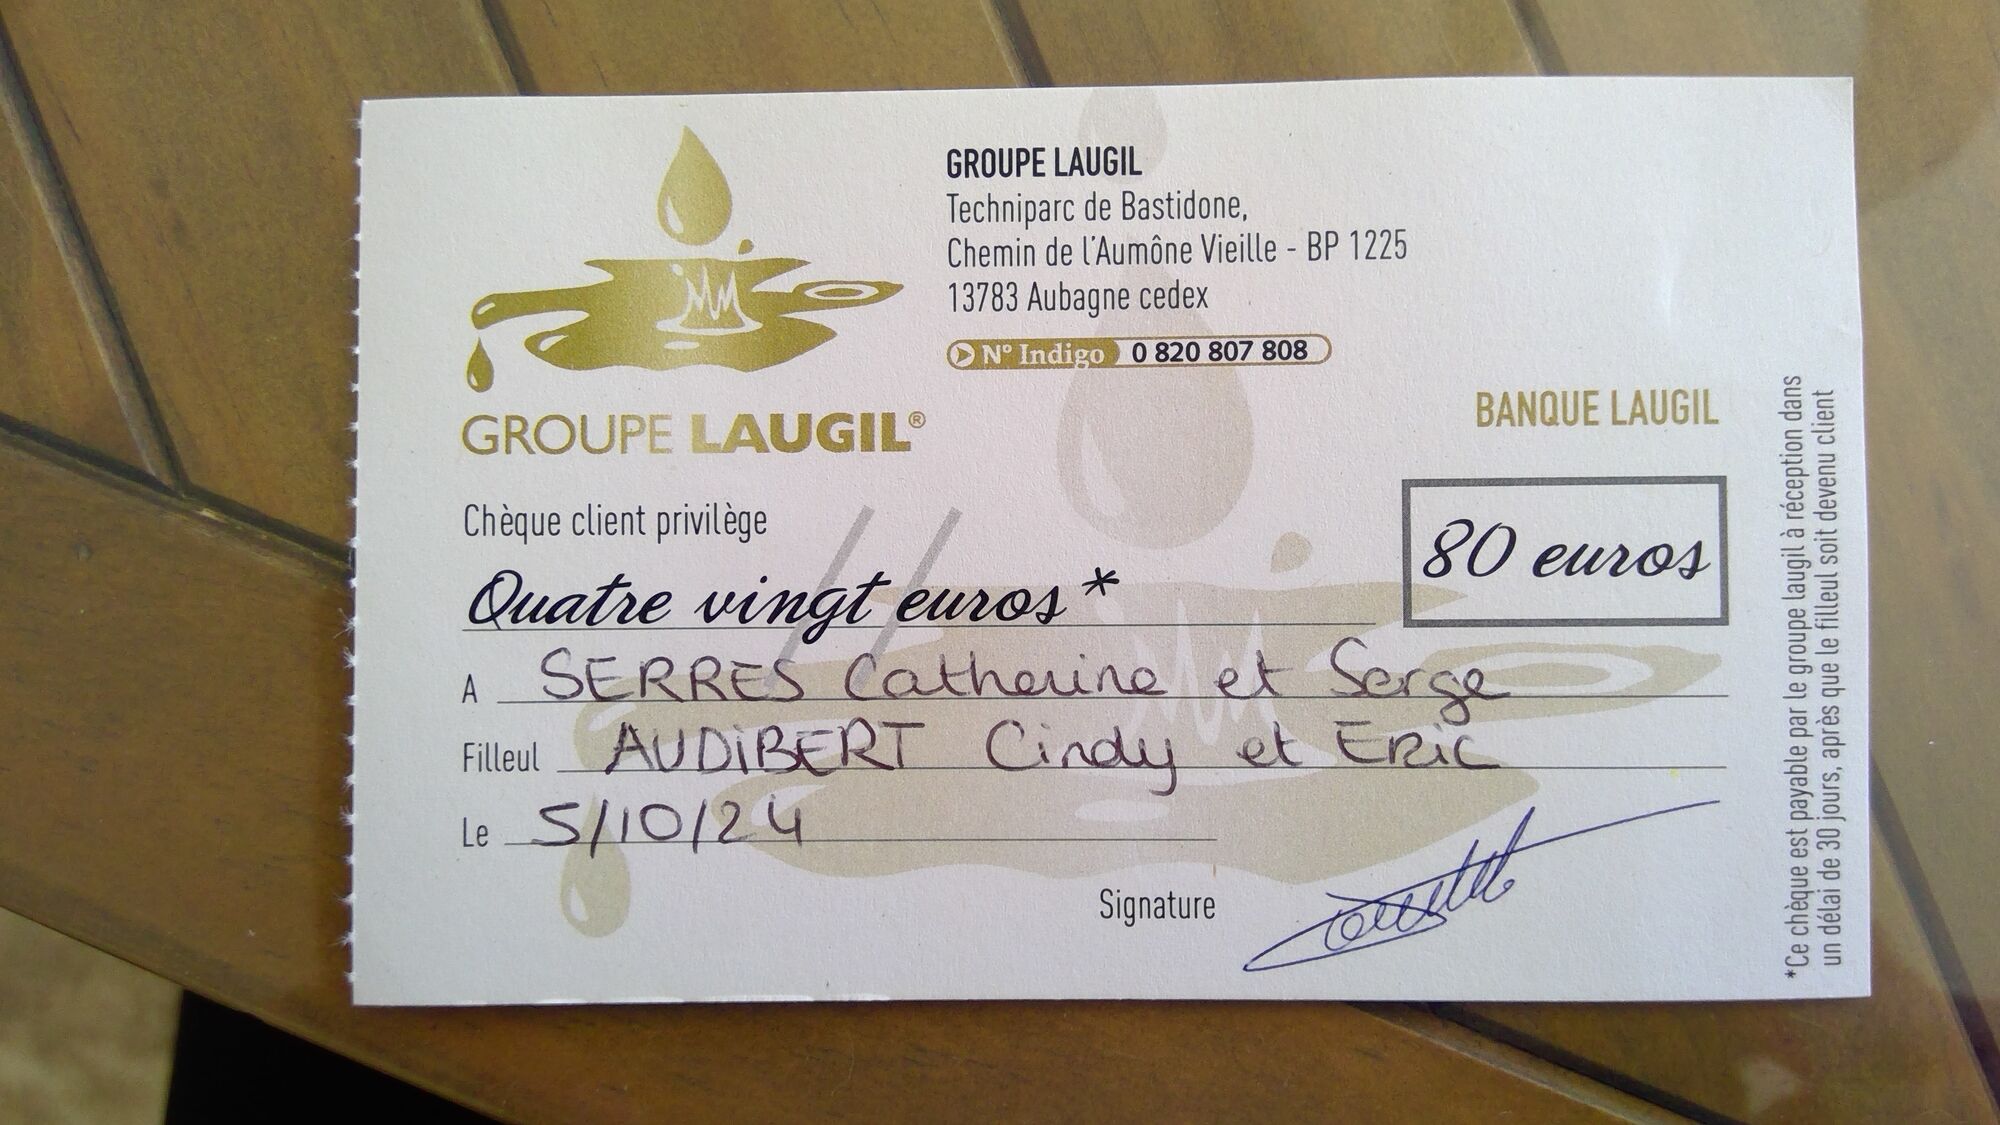 GROUPE LAUGIL
Techniparc de Bastidone,
Chemin de l'Aumône Vieille - BP 1225
13783 Aubagne cedex
N° Indigo 0 820 807 808
GROUPE LAUGIL®
BANQUE LAUGIL
Chèque client privilège
80 euros
Quatre vingt euros*
A SERRES Catherine et Serge
Filleul AUDIBERT Cindy et ERIC
Le 5/10/24
Signature
*Ce chèque est payable par le groupe laugil à réception dans
un délai de 30 jours, après que le filleul soit devenu client